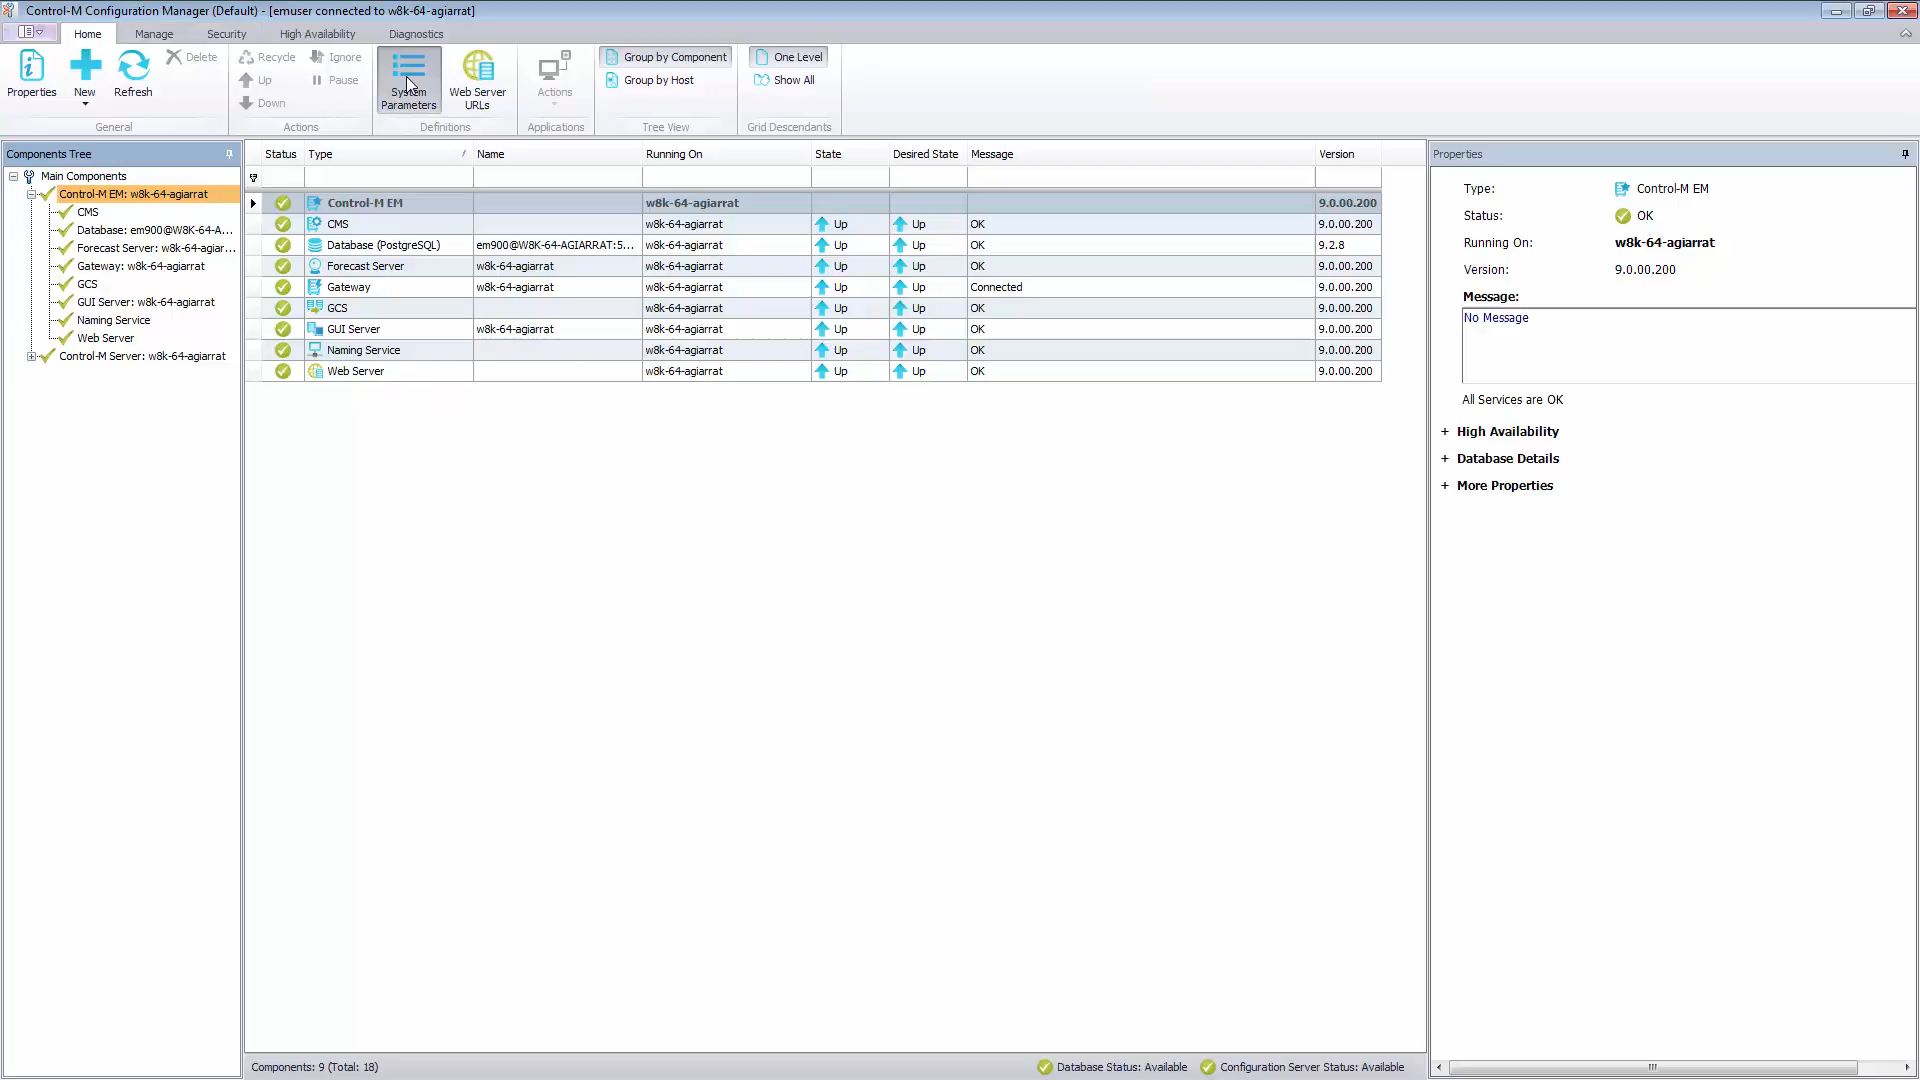 Control-M Configuration Manager (Default) - [emuser connected to w8k-64-agiarrat]
Home Manage Security High Availability Diagnostics
Properties New Refresh Delete
General
Recycle Ignore
Up Pause
Down
Actions
System Parameters
Web Server URLs
Definitions
Actions
Applications
Group by Component
Group by Host
Tree View
One Level
Show All
Grid Descendants
Components Tree
Main Components
Control-M EM: w8k-64-agiarrat
CMS
Database: em900@W8K-64-A...
Forecast Server: w8k-64-agiar...
Gateway: w8k-64-agiarrat
GCS
GUI Server: w8k-64-agiarrat
Naming Service
Web Server
Control-M Server: w8k-64-agiarrat
Status Type / Name Running On State Desired State Message Version
Control-M EM w8k-64-agiarrat 9.0.00.200
CMS w8k-64-agiarrat Up Up OK 9.0.00.200
Database (PostgreSQL) em900@W8K-64-AGIARRAT:5... w8k-64-agiarrat Up Up OK 9.2.8
Forecast Server w8k-64-agiarrat w8k-64-agiarrat Up Up OK 9.0.00.200
Gateway w8k-64-agiarrat w8k-64-agiarrat Up Up Connected 9.0.00.200
GCS w8k-64-agiarrat Up Up OK 9.0.00.200
GUI Server w8k-64-agiarrat w8k-64-agiarrat Up Up OK 9.0.00.200
Naming Service w8k-64-agiarrat Up Up OK 9.0.00.200
Web Server w8k-64-agiarrat Up Up OK 9.0.00.200
Properties
Type: Control-M EM
Status: OK
Running On: w8k-64-agiarrat
Version: 9.0.00.200
Message:
No Message
All Services are OK
+ High Availability
+ Database Details
+ More Properties
Components: 9 (Total: 18) Database Status: Available Configuration Server Status: Available